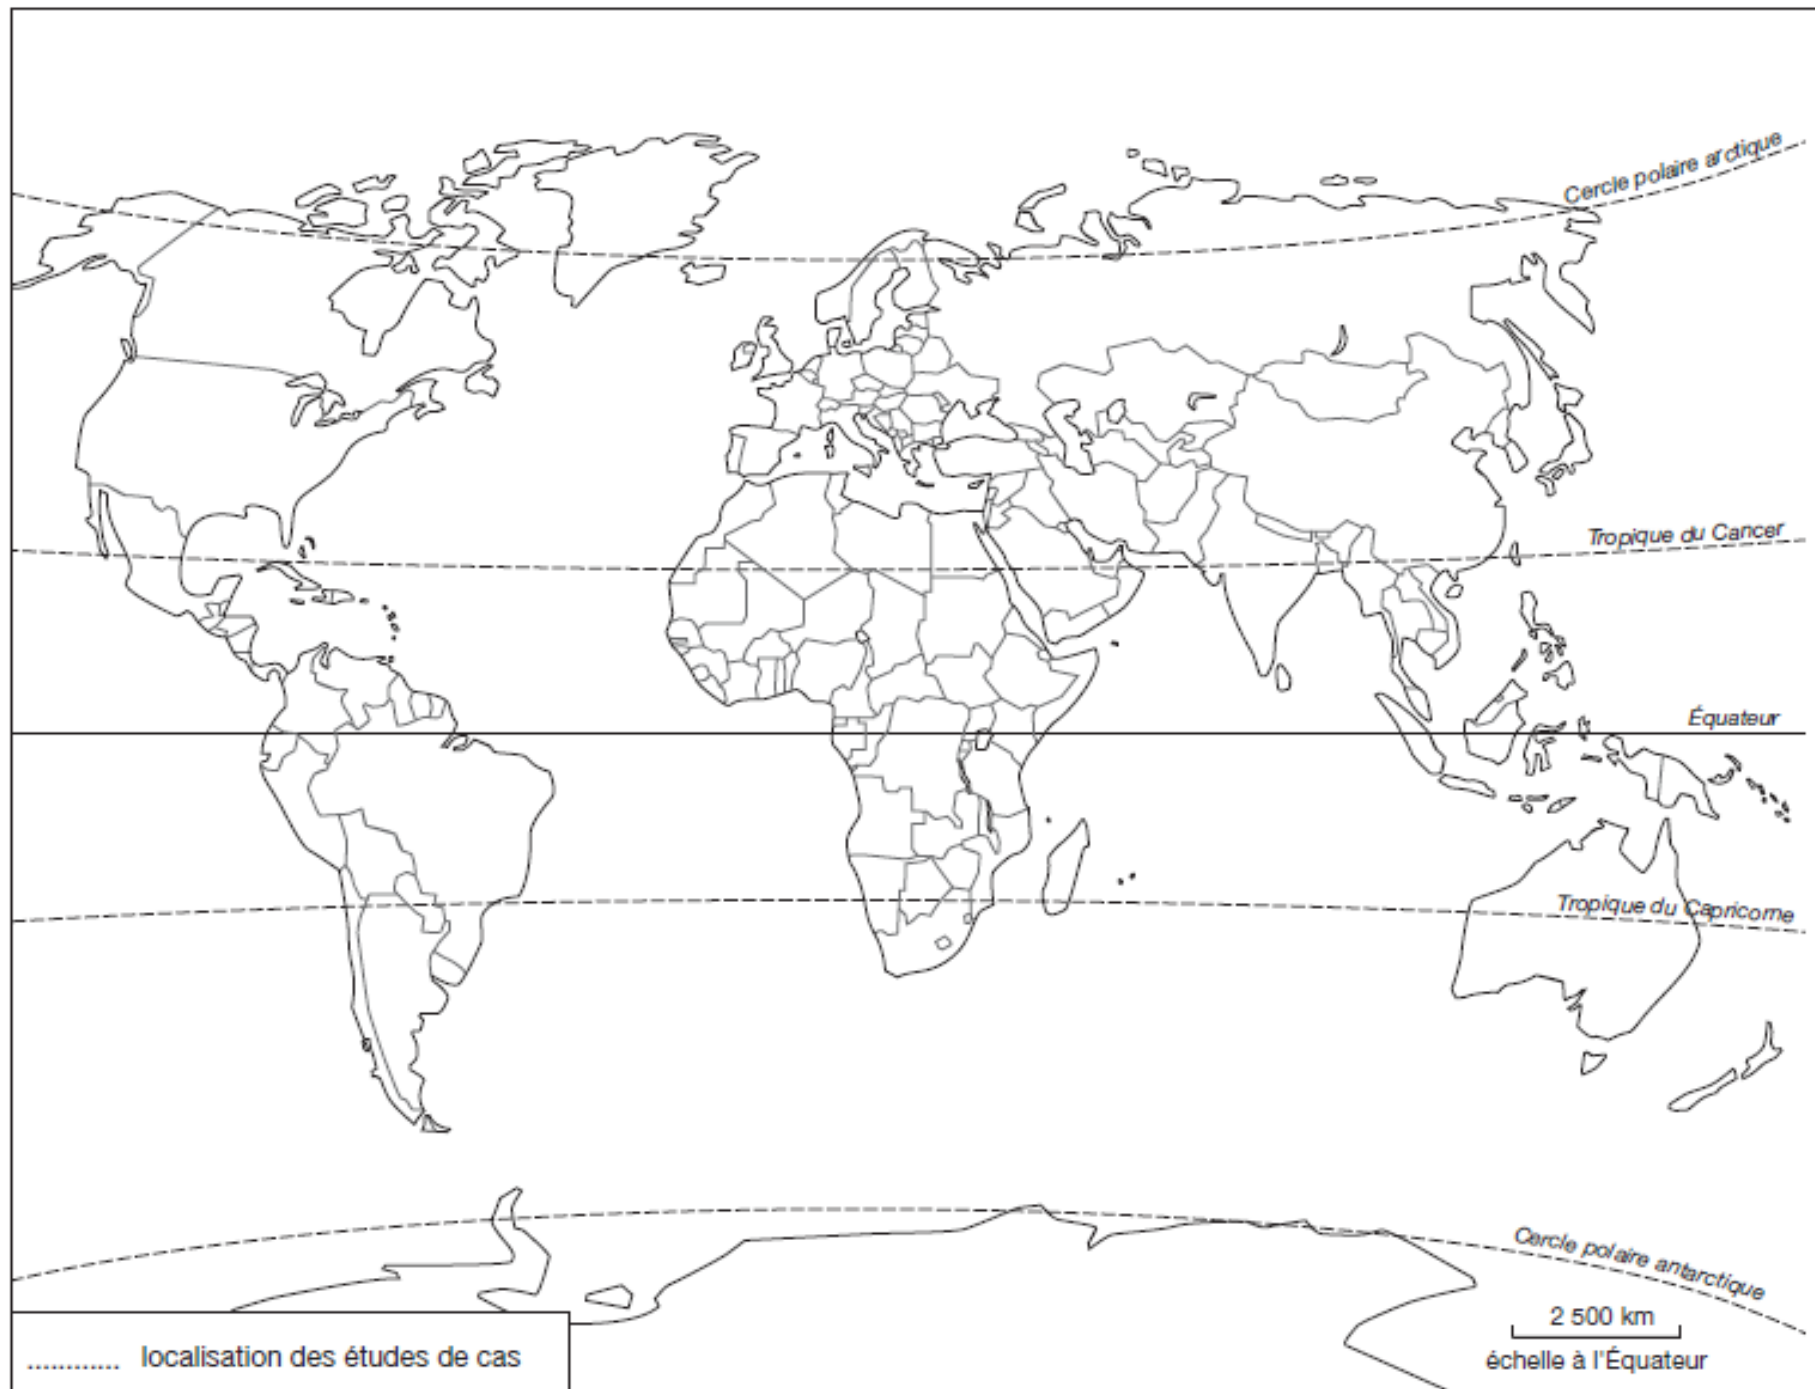 Cercle polaire arctique
Tropique du Cancer
Équateur
Tropique du Capricorne
Cercle polaire antarctique
2 500 km
échelle à l'Équateur
............ localisation des études de cas